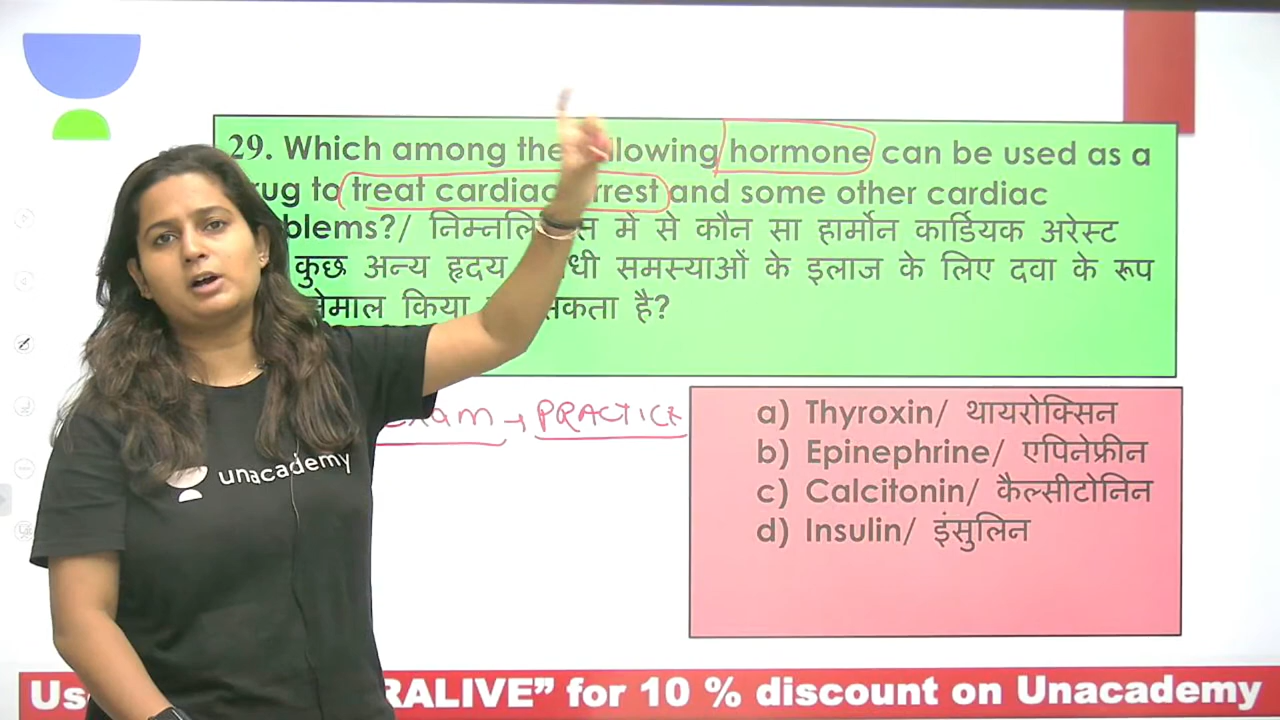 29. Which among the llowing hormone can be used as a
rug to treat cardiac rrest and some other cardiac
blems?/ में से कौन सा हार्मोन कार्डियक अरेस्ट
कुछ अन्य हृदय धी समस्याओं के इलाज के लिए दवा के रूप
किया सकता है?
exam → PRACTICE
a) Thyroxin/ थायरोक्सिन
b) Epinephrine/ एपिनेफ्रीन
c) Calcitonin/ कैल्सीटोनिन
d) Insulin/ इंसुलिन
unacademy
Us RALIVE” for 10 % discount on Unacademy